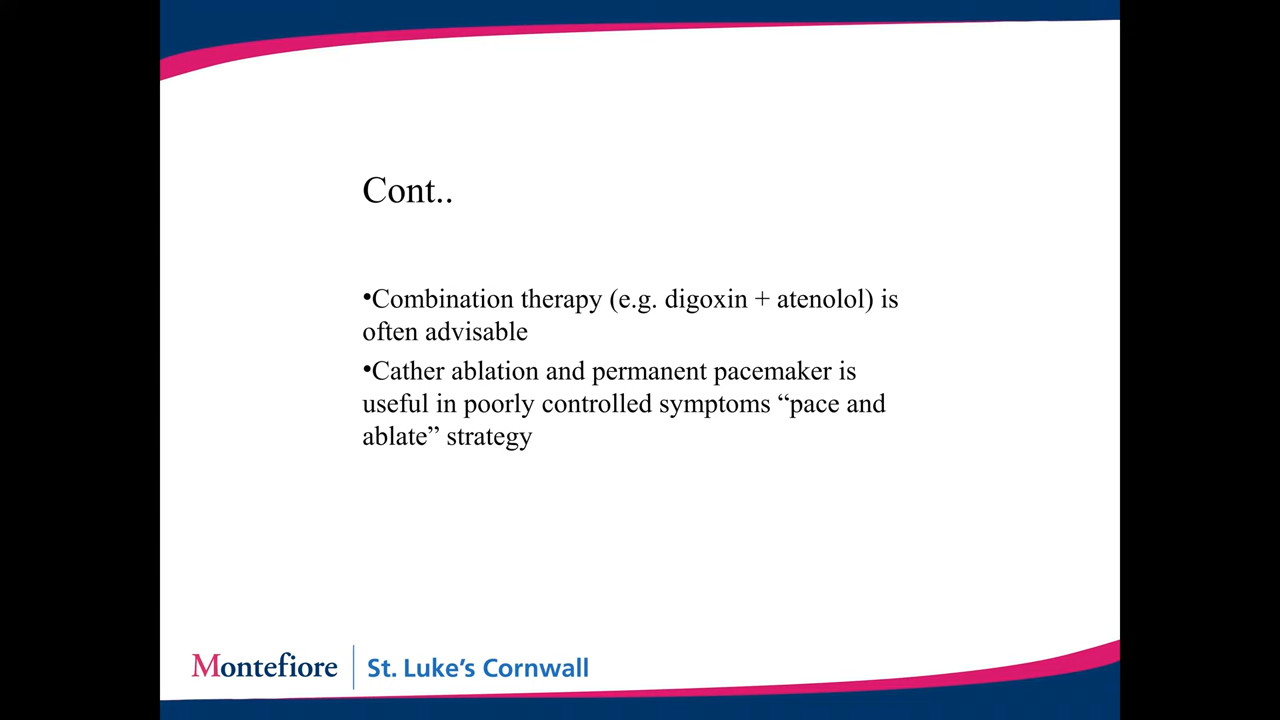 Cont..
•Combination therapy (e.g. digoxin + atenolol) is
often advisable
•Cather ablation and permanent pacemaker is
useful in poorly controlled symptoms “pace and
ablate” strategy
Montefiore | St. Luke’s Cornwall